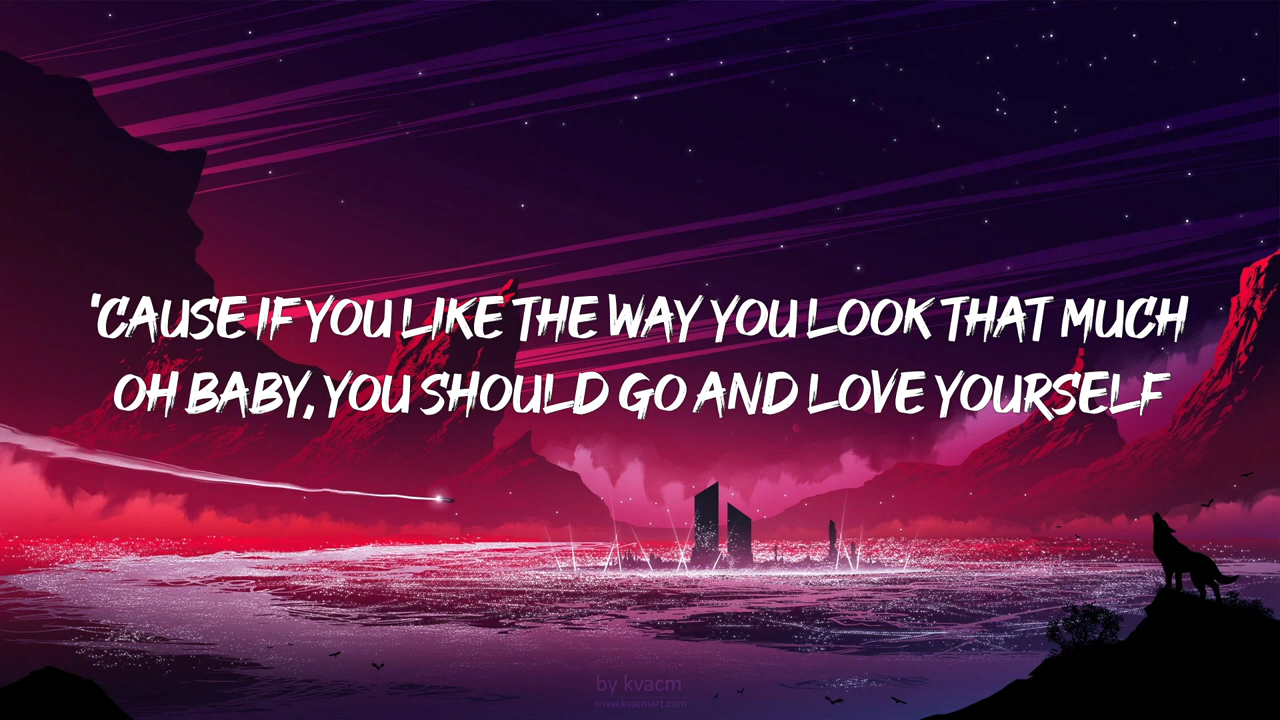 'CAUSE IF YOU LIKE THE WAY YOU LOOK THAT MUCH
OH BABY, YOU SHOULD GO AND LOVE YOURSELF
by kvacm
www.kvacmart.com